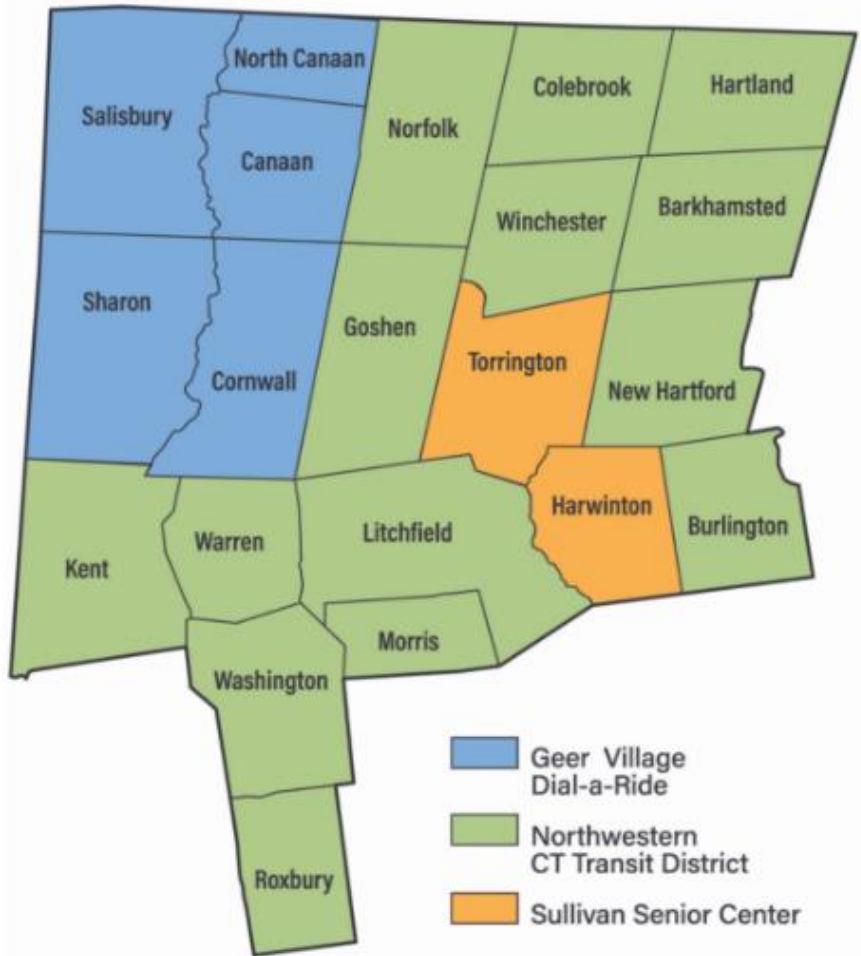 North Canaan
Colebrook
Hartland
Salisbury
Norfolk
Canaan
Winchester
Barkhamsted
Sharon
Goshen
Torrington
Cornwall
New Hartford
Harwinton
Burlington
Litchfield
Warren
Kent
Morris
Washington
Roxbury
Geer Village
Dial-a-Ride
Northwestern
CT Transit District
Sullivan Senior Center